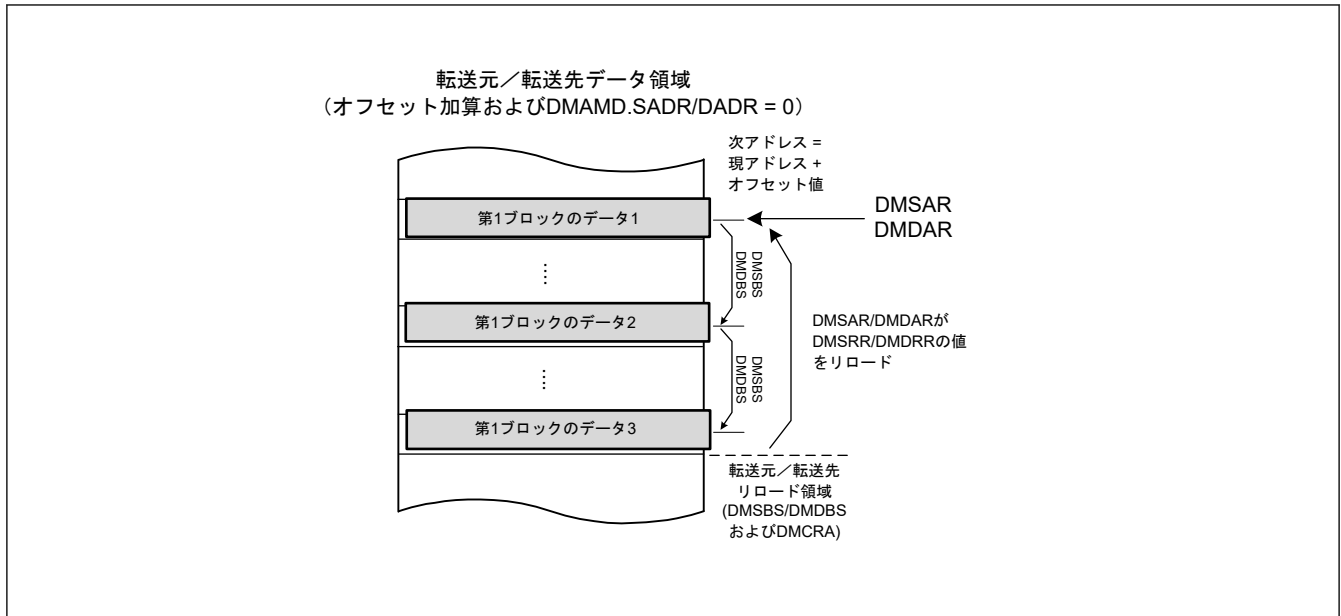 転送元／転送先データ領域
（オフセット加算およびDMAMD.SADR/DADR = 0）
次アドレス =
現アドレス +
オフセット値
第1ブロックのデータ1
DMSAR
DMDAR
DMSBS
DMDBS
第1ブロックのデータ2
DMSAR/DMDARが
DMSRR/DMDRRの値
をリロード
DMSBS
DMDBS
第1ブロックのデータ3
転送元／転送先
リロード領域
(DMSBS/DMDBS
およびDMCRA)